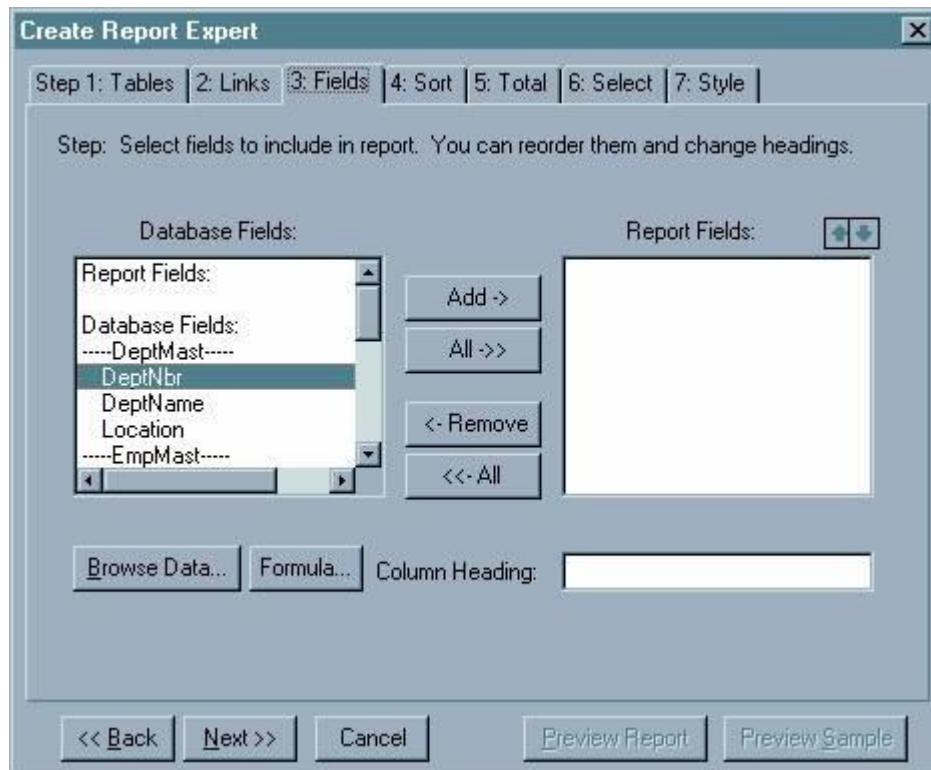 Create Report Expert
Step 1: Tables 2: Links 3: Fields 4: Sort 5: Total 6: Select 7: Style
Step: Select fields to include in report. You can reorder them and change headings.
Database Fields:
Report Fields:
Report Fields:
Database Fields:
-----DeptMast-----
DeptNbr
DeptName
Location
-----EmpMast-----
Add ->
All ->>
<- Remove
<<- All
Browse Data... Formula... Column Heading:
<< Back Next >> Cancel Preview Report Preview Sample